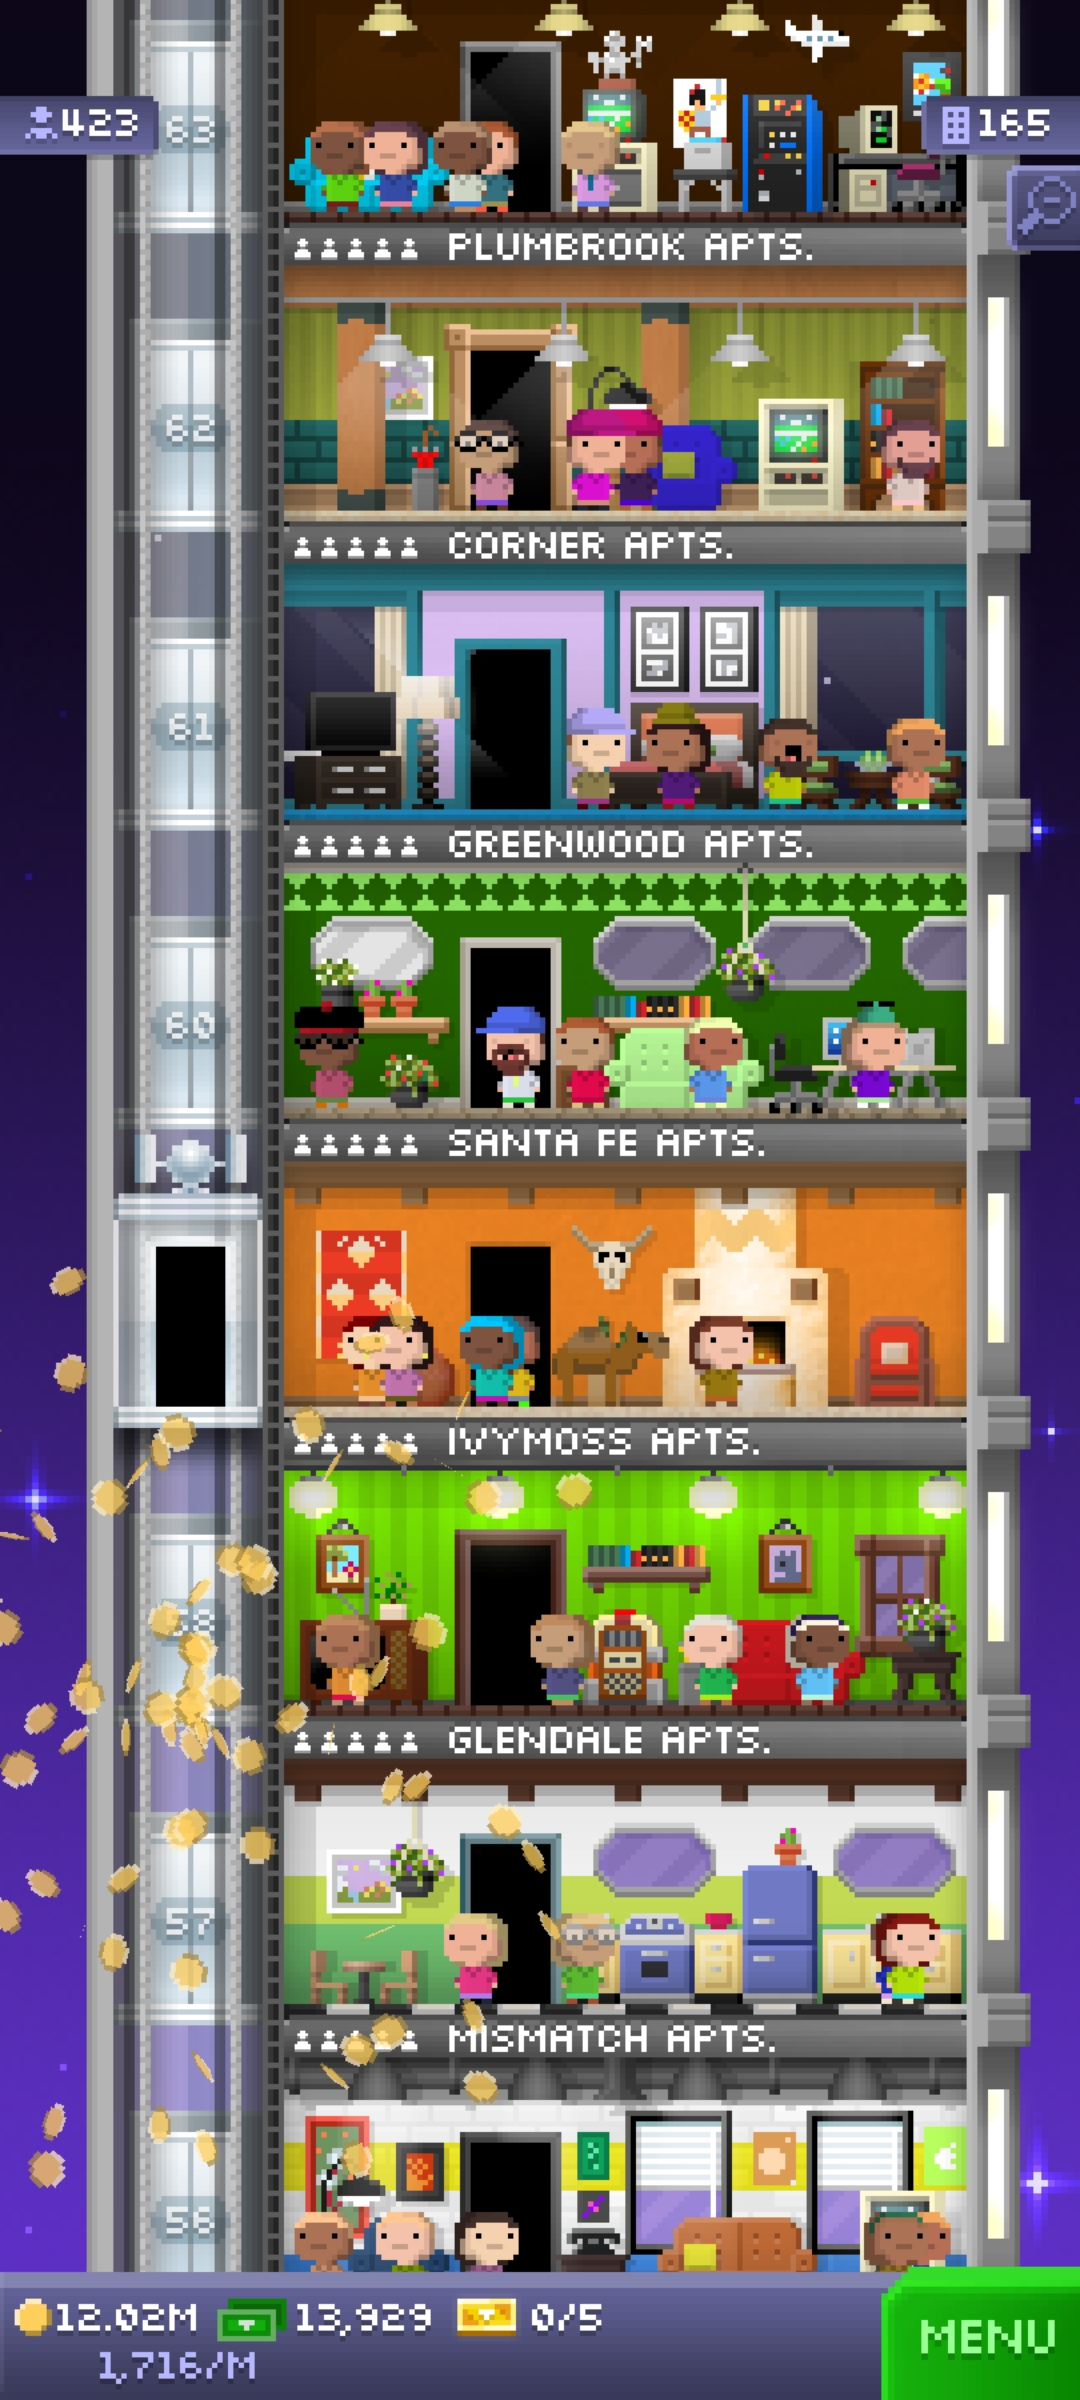 423
63
165
PLUMBROOK APTS.
62
CORNER APTS.
61
GREENWOOD APTS.
60
SANTA FE APTS.
IVYMOSS APTS.
GLENDALE APTS.
57
MISMATCH APTS.
56
12.02M 13,929 0/5
1,716/M
MENU